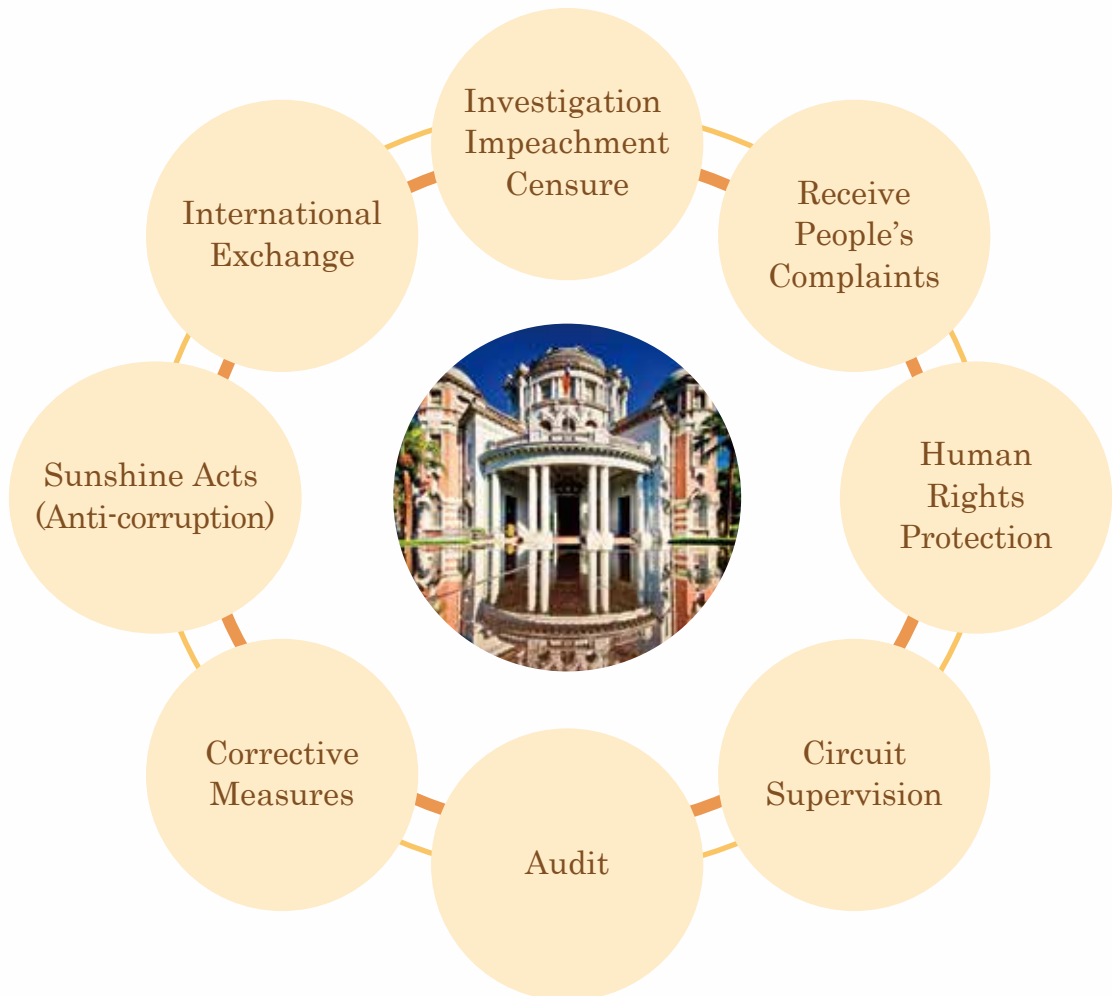 Investigation
Impeachment
Censure
Receive
People's
Complaints
Human
Rights
Protection
Circuit
Supervision
Audit
Corrective
Measures
Sunshine Acts
(Anti-corruption)
International
Exchange